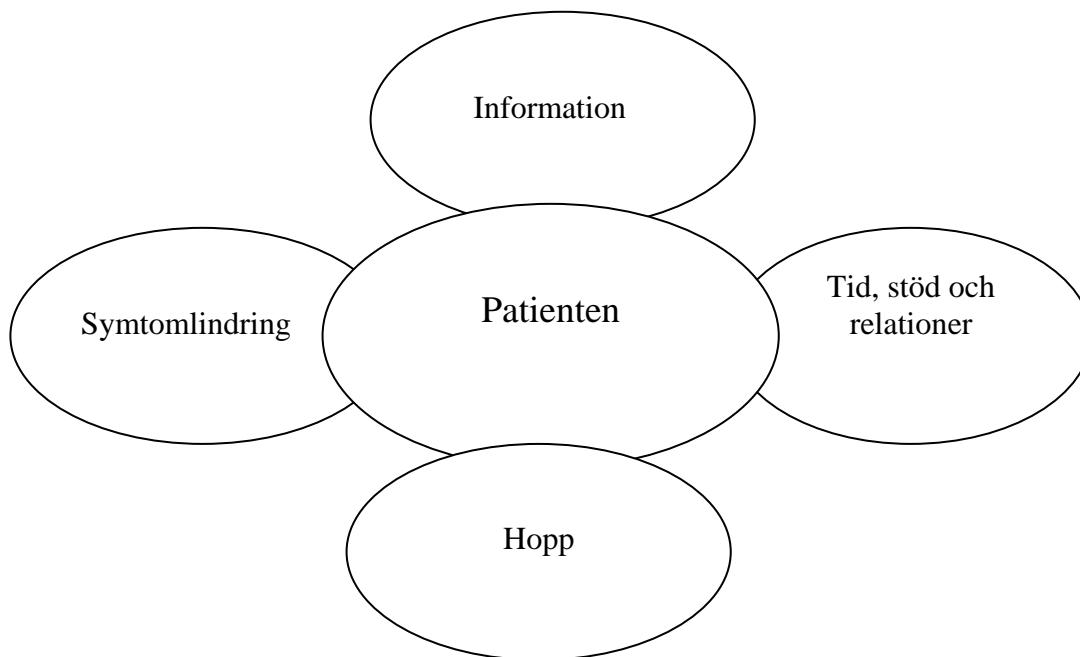 Information
Symtomlindring
Patienten
Tid, stöd och
relationer
Hopp